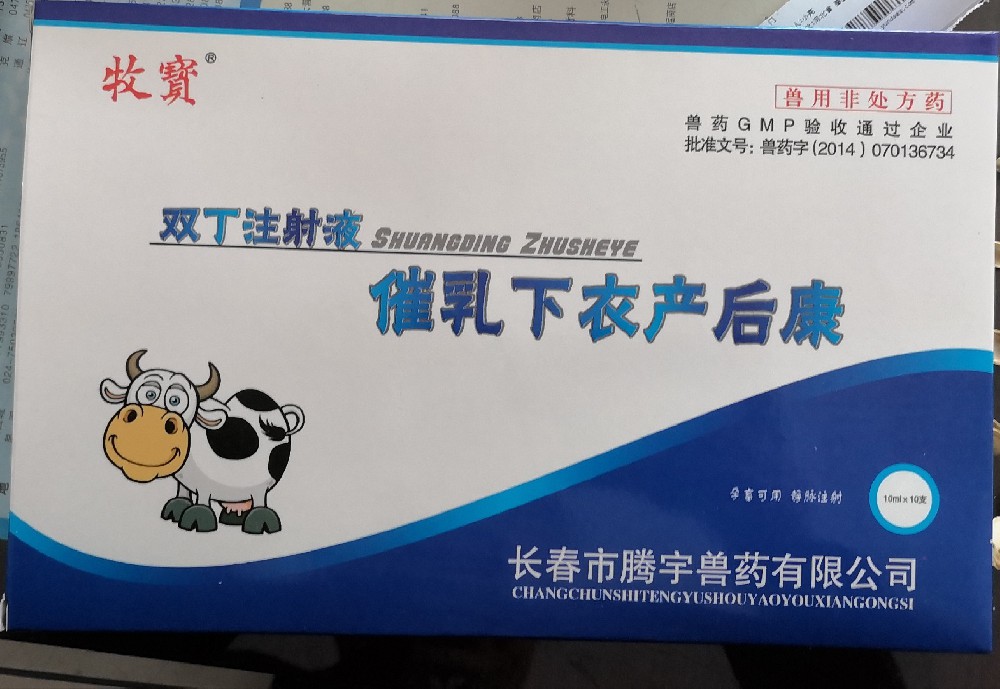 牧寶®
兽用非处方药
兽药GMP验收通过企业
批准文号：兽药字(2014)070136734
双丁注射液 SHUANGDING ZHUSHEYE
催乳下衣产后康
孕畜可用 静脉注射
10ml x 10支
长春市腾宇兽药有限公司
CHANGCHUNSHITENGYUSHOUYAOYOUXIANGONGSI